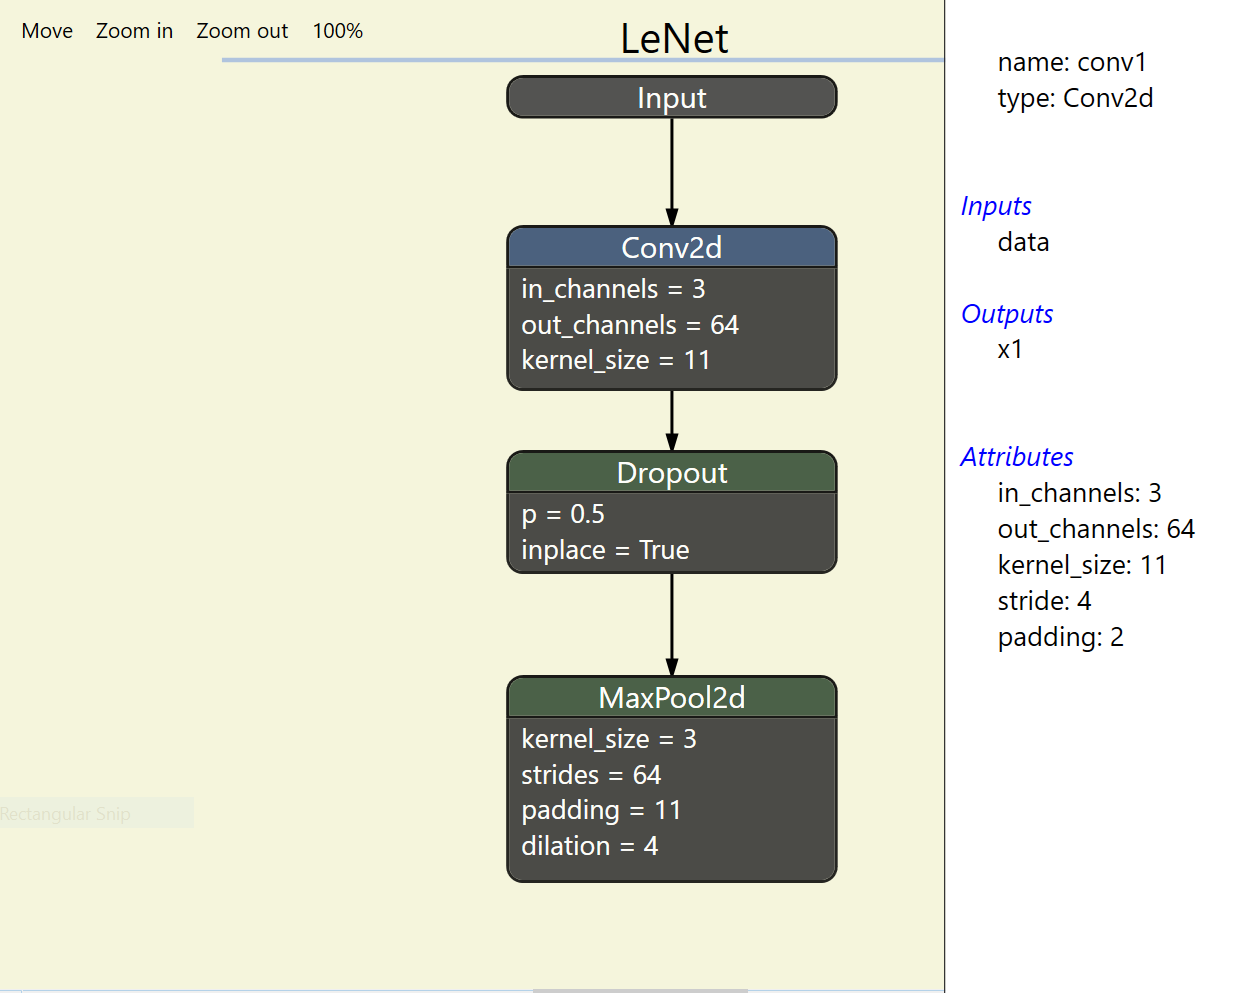 Move Zoom in Zoom out 100%
LeNet
Input
Conv2d
in_channels = 3
out_channels = 64
kernel_size = 11
Dropout
p = 0.5
inplace = True
MaxPool2d
kernel_size = 3
strides = 64
padding = 11
dilation = 4
Rectangular Snip
name: conv1
type: Conv2d
Inputs
data
Outputs
x1
Attributes
in_channels: 3
out_channels: 64
kernel_size: 11
stride: 4
padding: 2